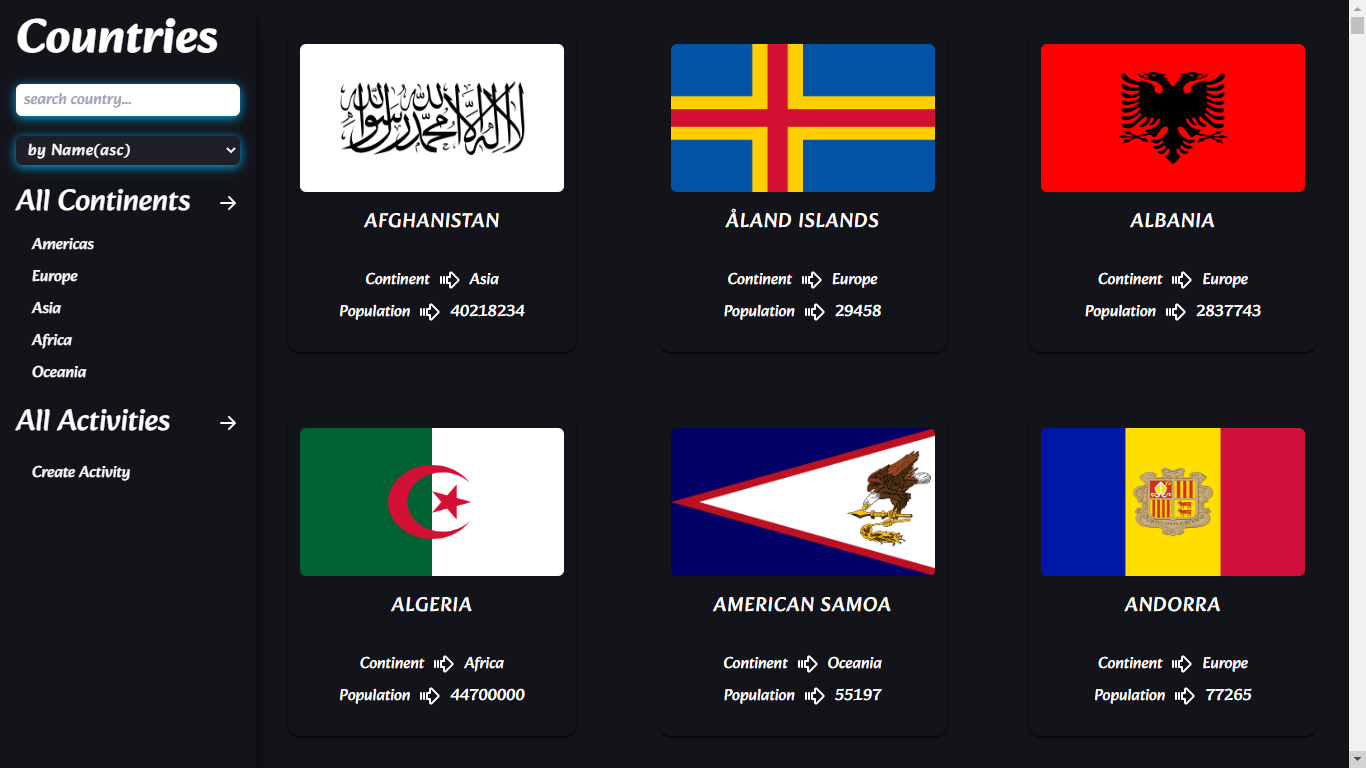 Countries
search country...
by Name(asc)
All Continents
Americas
Europe
Asia
Africa
Oceania
All Activities
Create Activity
لا إله إلا الله محمد رسول الله
AFGHANISTAN
Continent Asia
Population 40218234
ÅLAND ISLANDS
Continent Europe
Population 29458
ALBANIA
Continent Europe
Population 2837743
ALGERIA
Continent Africa
Population 44700000
AMERICAN SAMOA
Continent Oceania
Population 55197
ANDORRA
Continent Europe
Population 77265